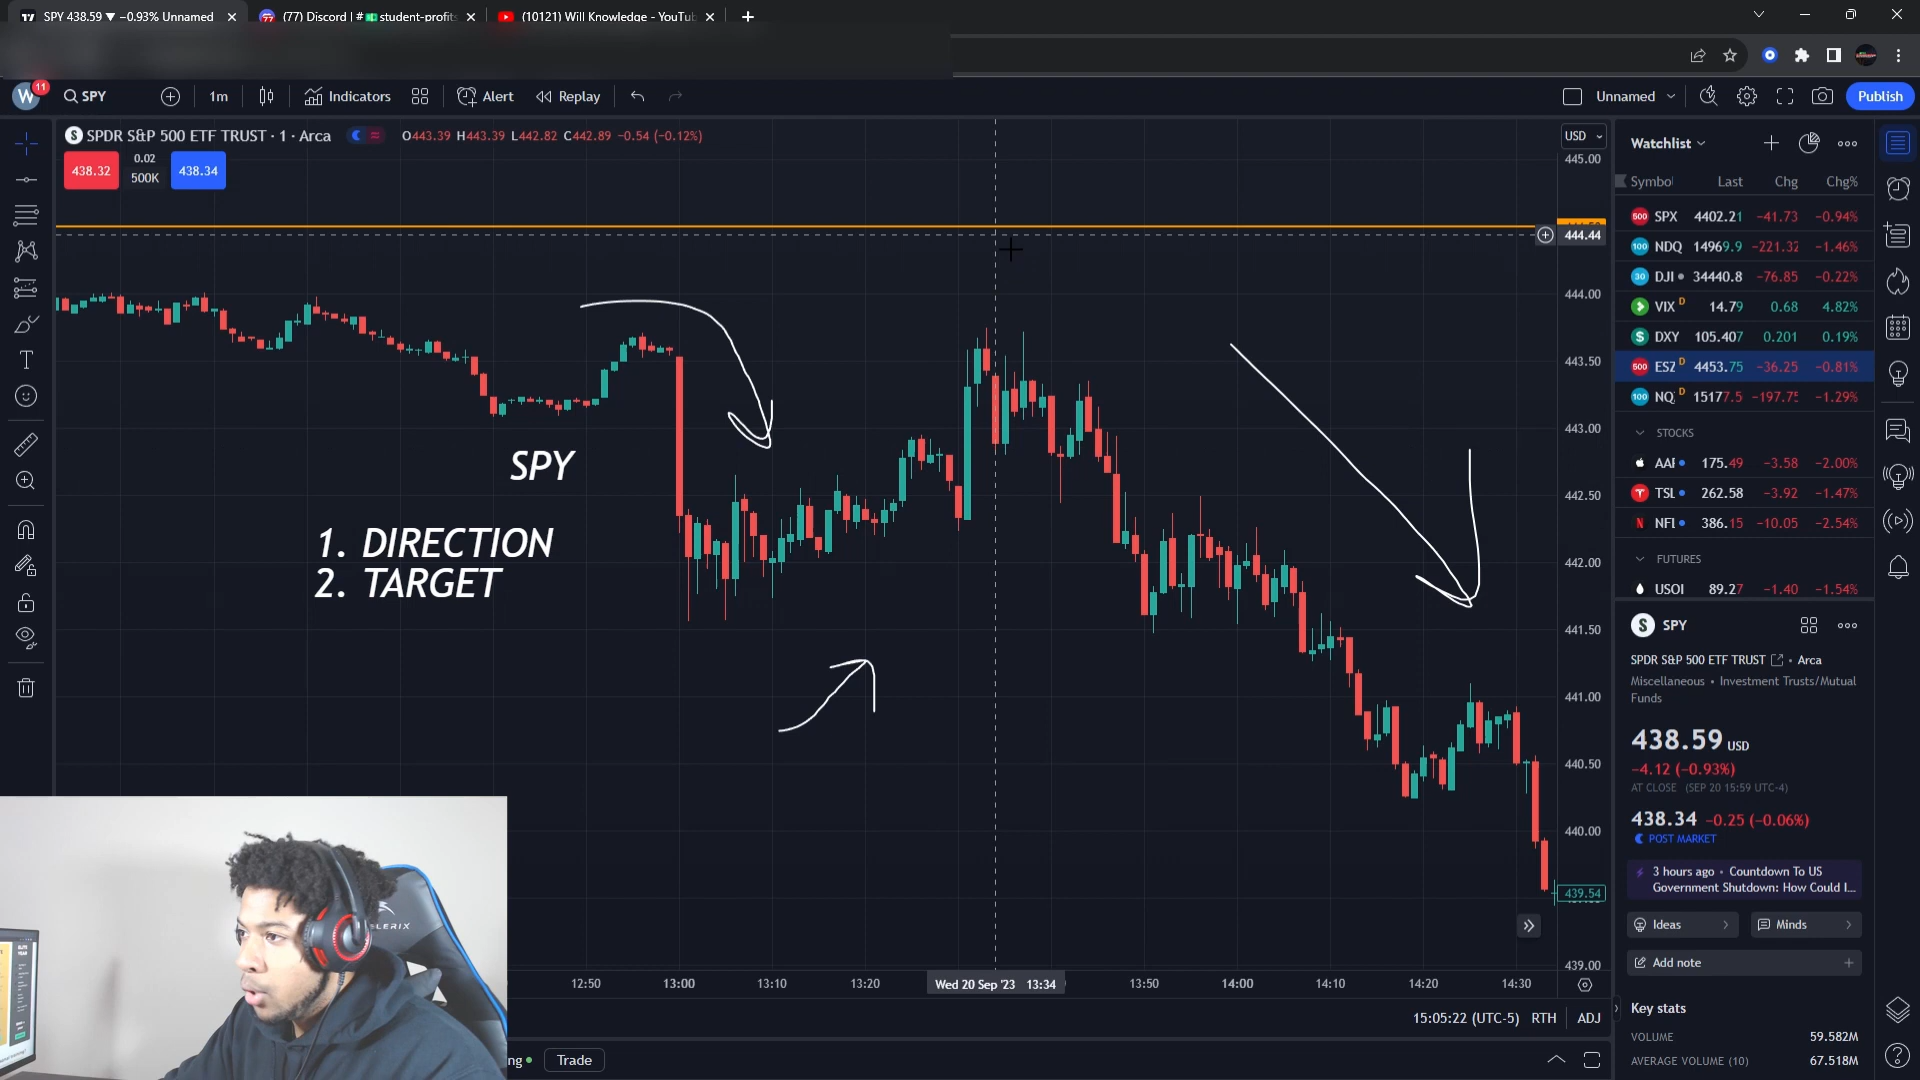 SPY 438.59 ▼ −0.93% Unnamed
(77) Discord | # student-profits
(10121) Will Knowledge - YouTub
W 11
SPY
1m
Indicators
Alert
Replay
Unnamed
Publish
SPDR S&P 500 ETF TRUST · 1 · Arca
O443.39 H443.39 L442.82 C442.89 −0.54 (−0.12%)
438.32
0.02
500K
438.34
USD
445.00
444.44
444.00
443.50
443.00
442.50
442.00
441.50
441.00
440.50
440.00
439.54
439.00
SPY
1. DIRECTION
2. TARGET
ELERIX
12:50
13:00
13:10
13:20
Wed 20 Sep '23 13:34
13:50
14:00
14:10
14:20
14:30
15:05:22 (UTC-5) RTH ADJ
ng
Trade
Watchlist
Symbol Last Chg Chg%
500 SPX 4402.21 −41.73 −0.94%
100 NDQ 14969.9 −221.32 −1.46%
30 DJI 34440.8 −76.85 −0.22%
VIX D 14.79 0.68 4.82%
$ DXY 105.407 0.201 0.19%
500 ESZ D 4453.75 −36.25 −0.81%
100 NQ D 15177.5 −197.75 −1.29%
STOCKS
AAP 175.49 −3.58 −2.00%
TSL 262.58 −3.92 −1.47%
N NFL 386.15 −10.05 −2.54%
FUTURES
USOI 89.27 −1.40 −1.54%
S SPY
SPDR S&P 500 ETF TRUST • Arca
Miscellaneous • Investment Trusts/Mutual
Funds
438.59 USD
−4.12 (−0.93%)
AT CLOSE (SEP 20 15:59 UTC-4)
438.34 −0.25 (−0.06%)
POST MARKET
3 hours ago • Countdown To US
Government Shutdown: How Could I...
Ideas
Minds
Add note
Key stats
VOLUME 59.582M
AVERAGE VOLUME (10) 67.518M